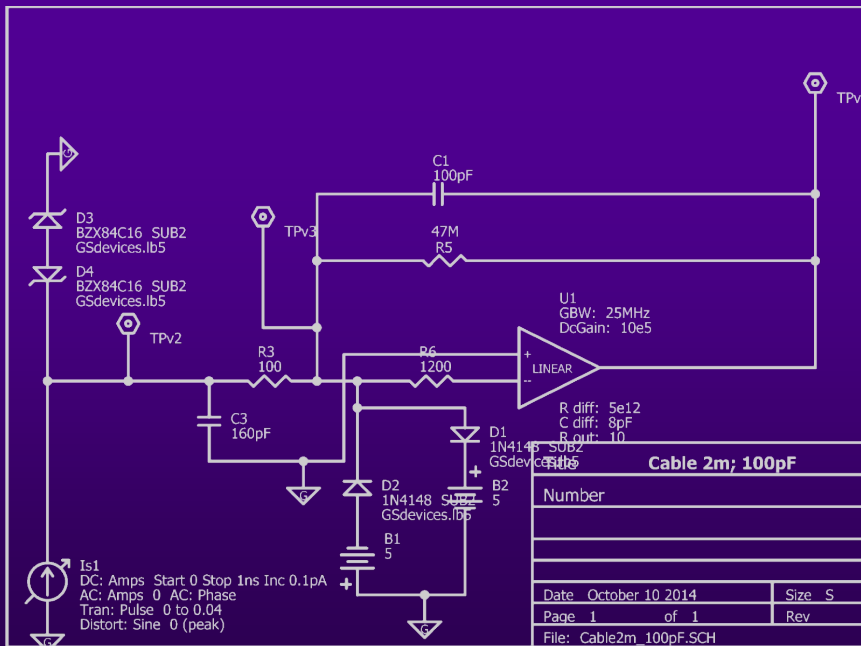 TPv
G
C1
100pF
D3
BZX84C16 SUB2
GSdevices.lb5
TPv3
47M
R5
D4
BZX84C16 SUB2
GSdevices.lb5
U1
GBW: 25MHz
DcGain: 10e5
TPv2
R3
100
R6
1200
+
LINEAR
--
C3
160pF
R diff: 5e12
C diff: 8pF
R out: 10
D1
1N4148 SUB2
GSdevices.lb5
Title
Cable 2m; 100pF
+
D2
1N4148 SUB2
GSdevices.lb5
B2
5
Number
G
B1
5
+
Is1
DC: Amps Start 0 Stop 1ns Inc 0.1pA
AC: Amps 0 AC: Phase
Tran: Pulse 0 to 0.04
Distort: Sine 0 (peak)
G
G
Date October 10 2014
Size S
Page 1 of 1
Rev
File: Cable2m_100pF.SCH